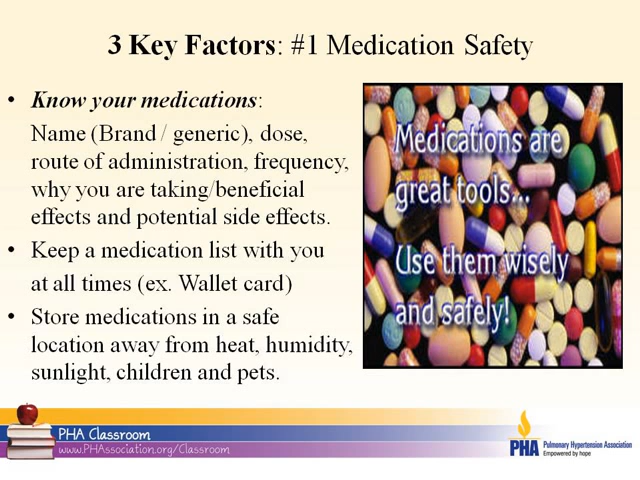 3 Key Factors: #1 Medication Safety
• Know your medications:
Name (Brand / generic), dose,
route of administration, frequency,
why you are taking/beneficial
effects and potential side effects.
• Keep a medication list with you
at all times (ex. Wallet card)
• Store medications in a safe
location away from heat, humidity,
sunlight, children and pets.
Medications are
great tools...
Use them wisely
and safely!
PHA Classroom
www.PHAssociation.org/Classroom
PHA Pulmonary Hypertension Association
Empowered by hope